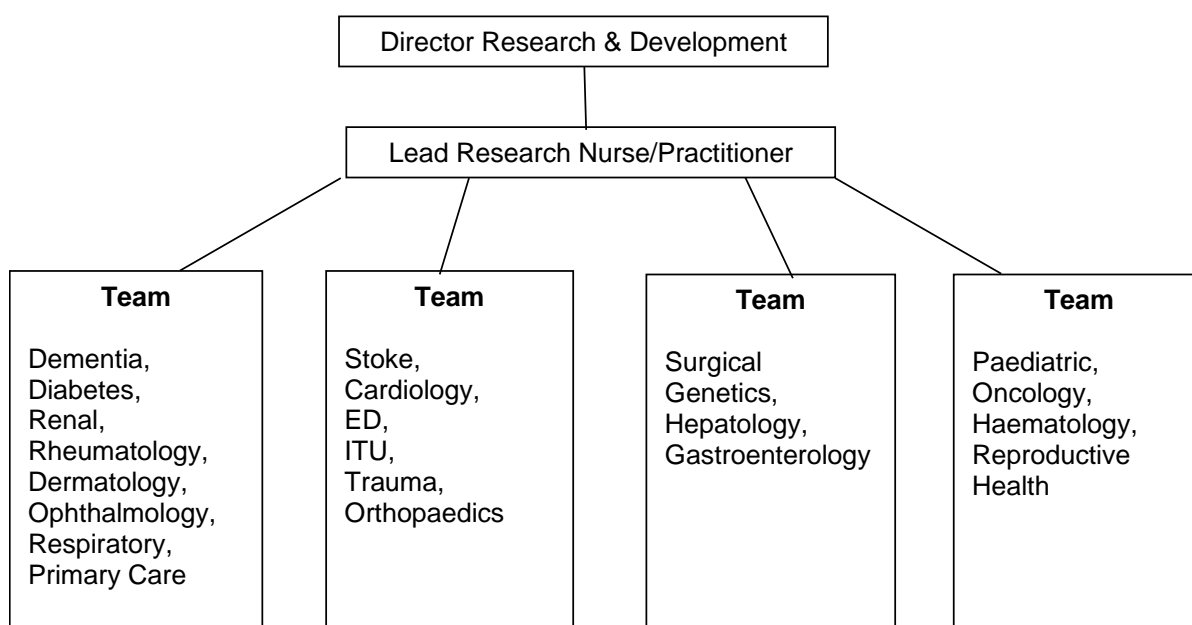 Director Research & Development
Lead Research Nurse/Practitioner
Team
Dementia,
Diabetes,
Renal,
Rheumatology,
Dermatology,
Ophthalmology,
Respiratory,
Primary Care
Team
Stoke,
Cardiology,
ED,
ITU,
Trauma,
Orthopaedics
Team
Surgical
Genetics,
Hepatology,
Gastroenterology
Team
Paediatric,
Oncology,
Haematology,
Reproductive
Health